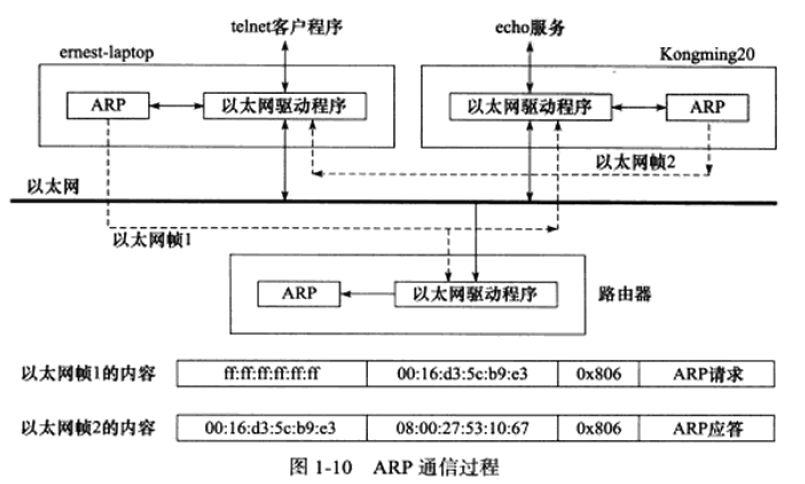 telnet客户程序
echo服务
ernest-laptop
Kongming20
ARP
以太网驱动程序
以太网驱动程序
ARP
以太网帧2
以太网
以太网帧1
ARP
以太网驱动程序
路由器
以太网帧1的内容 ff:ff:ff:ff:ff:ff 00:16:d3:5c:b9:e3 0x806 ARP请求
以太网帧2的内容 00:16:d3:5c:b9:e3 08:00:27:53:10:67 0x806 ARP应答
图 1-10 ARP 通信过程